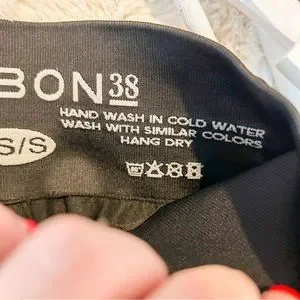 BON38
S/S
HAND WASH IN COLD WATER
WASH WITH SIMILAR COLORS
HANG DRY